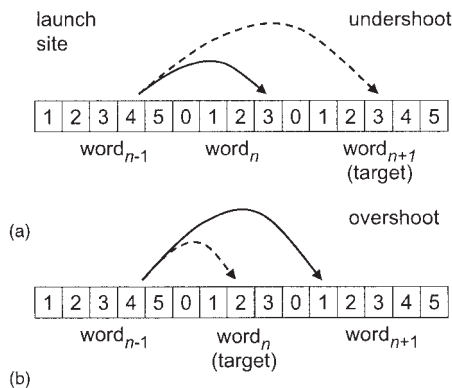 launch undershoot
site
1 2 3 4 5 0 1 2 3 0 1 2 3 4 5
word_{n-1} word_n word_{n+1}
(target)
(a) overshoot
1 2 3 4 5 0 1 2 3 0 1 2 3 4 5
word_{n-1} word_n word_{n+1}
(target)
(b)